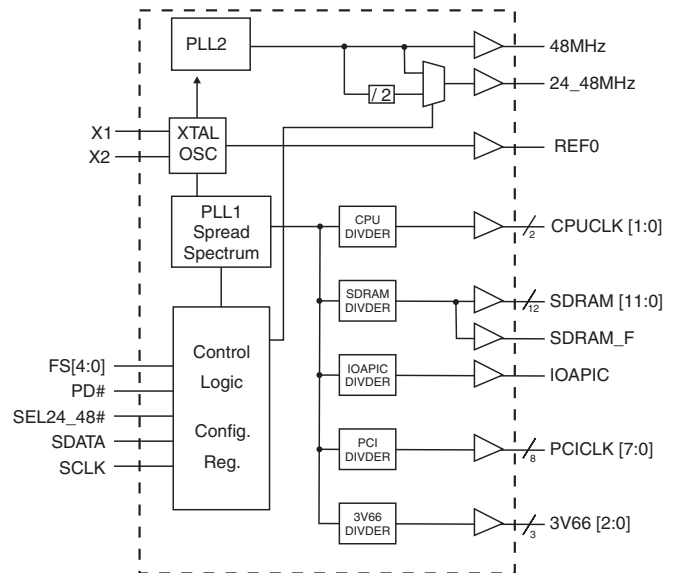 PLL2
48MHz
24_48MHz
/ 2
X1
X2
XTAL
OSC
REF0
PLL1
Spread
Spectrum
CPU
DIVDER
2
CPUCLK [1:0]
SDRAM
DIVDER
12
SDRAM [11:0]
SDRAM_F
Control
Logic
Config.
Reg.
FS[4:0]
PD#
SEL24_48#
SDATA
SCLK
IOAPIC
DIVDER
IOAPIC
PCI
DIVDER
8
PCICLK [7:0]
3V66
DIVDER
3
3V66 [2:0]